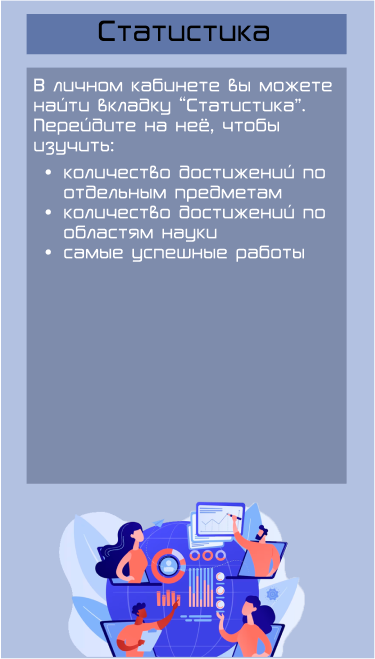 Статистика
В личном кабинете вы можете
найти вкладку “Статистика”.
Перейдите на неё, чтобы
изучить:
• количество достижений по
отдельным предметам
• количество достижений по
областям науки
• самые успешные работы